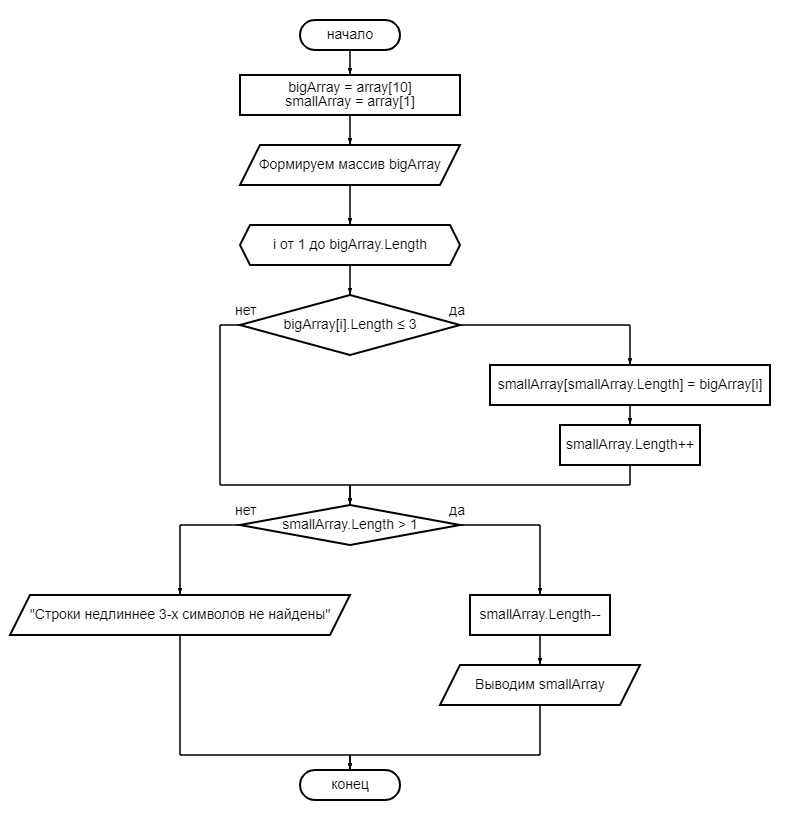 начало
bigArray = array[10]
smallArray = array[1]
Формируем массив bigArray
i от 1 до bigArray.Length
нет
да
bigArray[i].Length ≤ 3
smallArray[smallArray.Length] = bigArray[i]
smallArray.Length++
нет
да
smallArray.Length > 1
"Строки недлиннее 3-х символов не найдены"
smallArray.Length--
Выводим smallArray
конец